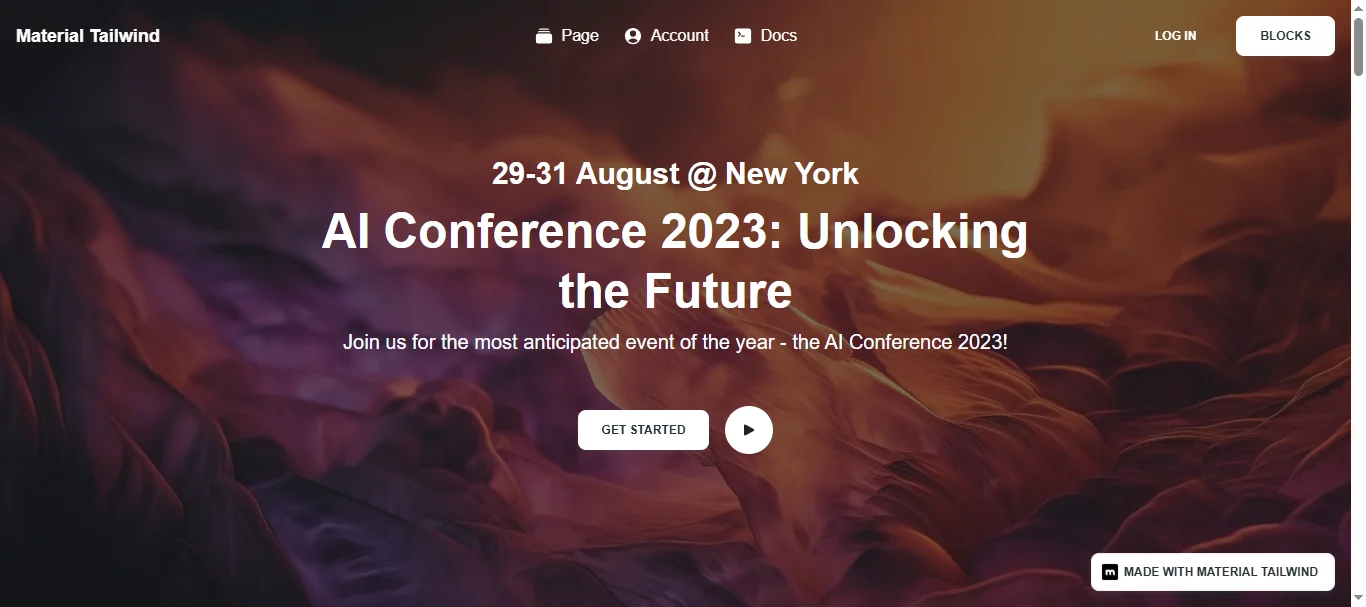 Material Tailwind
Page
Account
Docs
LOG IN
BLOCKS
29-31 August @ New York
AI Conference 2023: Unlocking
the Future
Join us for the most anticipated event of the year - the AI Conference 2023!
GET STARTED
MADE WITH MATERIAL TAILWIND